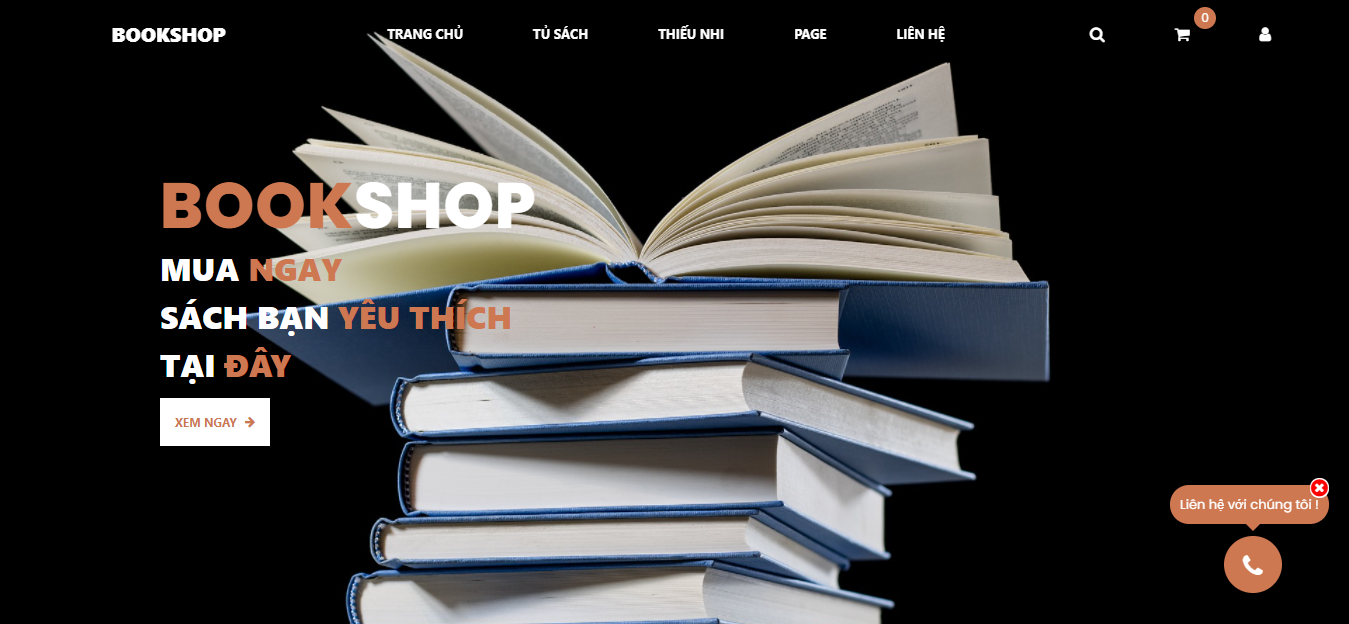 BOOKSHOP
TRANG CHỦ TỦ SÁCH THIẾU NHI PAGE LIÊN HỆ
0
BOOKSHOP
MUA NGAY
SÁCH BẠN YÊU THÍCH
TẠI ĐÂY
XEM NGAY
Liên hệ với chúng tôi !